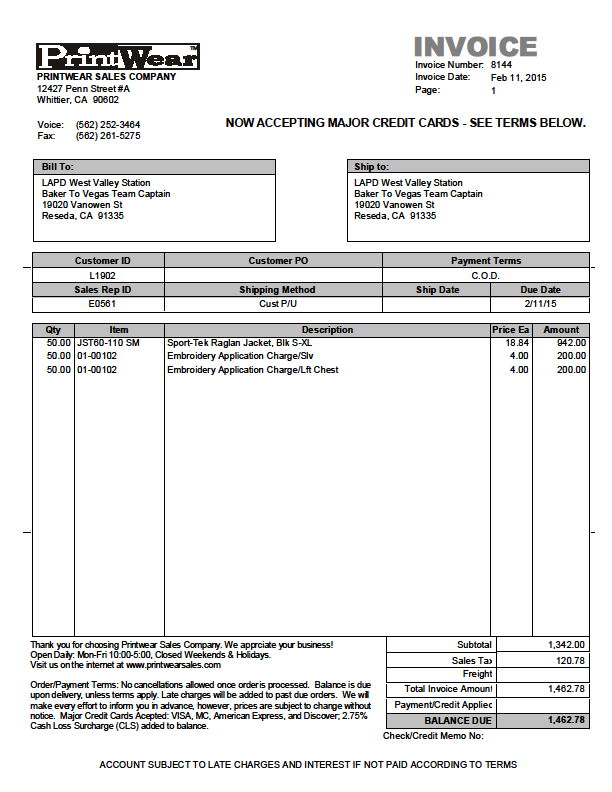 PrintWear™
PRINTWEAR SALES COMPANY
12427 Penn Street #A
Whittier, CA 90602
Voice: (562) 252-3464
Fax: (562) 261-5275
INVOICE
Invoice Number: 8144
Invoice Date: Feb 11, 2015
Page: 1
NOW ACCEPTING MAJOR CREDIT CARDS - SEE TERMS BELOW.
Bill To:
LAPD West Valley Station
Baker To Vegas Team Captain
19020 Vanowen St
Reseda, CA 91335
Ship to:
LAPD West Valley Station
Baker To Vegas Team Captain
19020 Vanowen St
Reseda, CA 91335
Customer ID Customer PO Payment Terms
L1902 C.O.D.
Sales Rep ID Shipping Method Ship Date Due Date
E0561 Cust P/U 2/11/15
Qty Item Description Price Ea Amount
50.00 JST60-110 SM Sport-Tek Raglan Jacket, Blk S-XL 18.84 942.00
50.00 01-00102 Embroidery Application Charge/Slv 4.00 200.00
50.00 01-00102 Embroidery Application Charge/Lft Chest 4.00 200.00
Thank you for choosing Printwear Sales Company. We apprciate your business!
Open Daily: Mon-Fri 10:00-5:00, Closed Weekends & Holidays.
Visit us on the internet at www.printwearsales.com
Order/Payment Terms: No cancellations allowed once order is processed. Balance is due
upon delivery, unless terms apply. Late charges will be added to past due orders. We will
make every effort to inform you in advance, however, prices are subject to change without
notice. Major Credit Cards Acepted: VISA, MC, American Express, and Discover; 2.75%
Cash Loss Surcharge (CLS) added to balance.
Subtotal 1,342.00
Sales Tax 120.78
Freight
Total Invoice Amount 1,462.78
Payment/Credit Applied
BALANCE DUE 1,462.78
Check/Credit Memo No:
ACCOUNT SUBJECT TO LATE CHARGES AND INTEREST IF NOT PAID ACCORDING TO TERMS